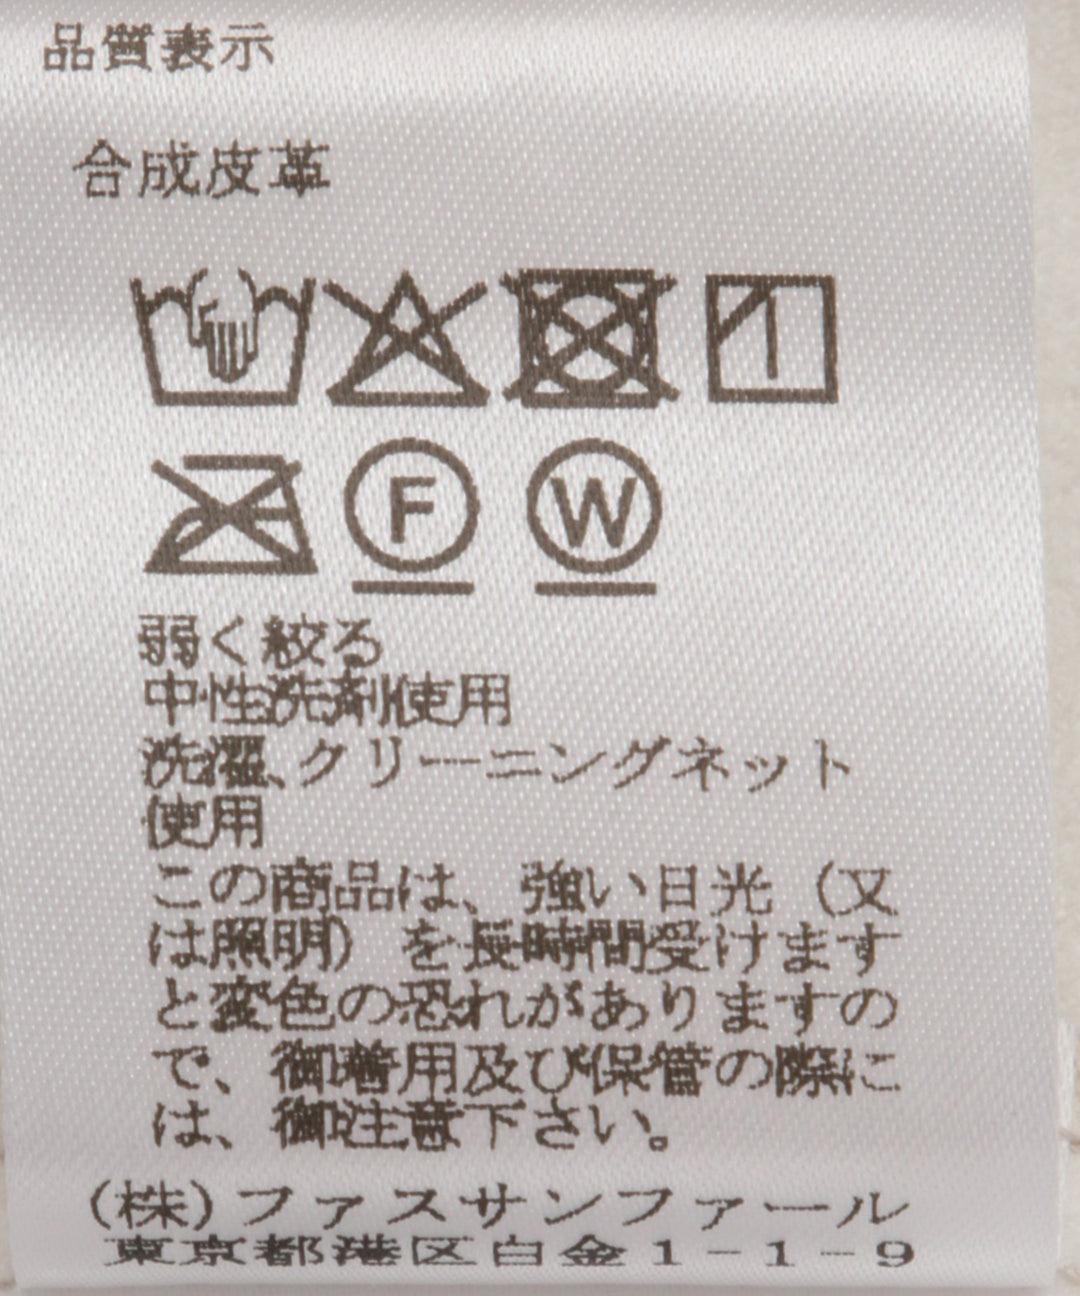 品質表示
合成皮革
F W
弱く絞る
中性洗剤使用
洗濯、クリーニングネット
使用
この商品は、強い日光（又
は照明）を長時間受けます
と変色の恐れがありますの
で、御着用及び保管の際に
は、御注意下さい。
(株)ファスサンファール
東京都港区白金1-1-9